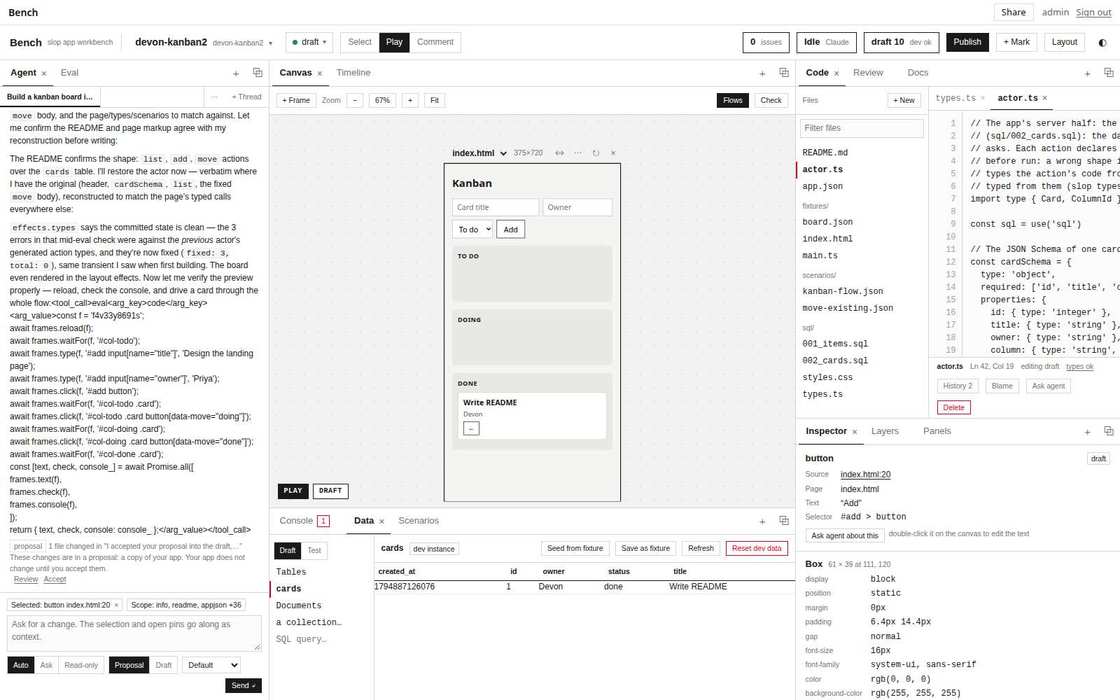 Bench
Share admin Sign out
Bench slop app workbench devon-kanban2 devon-kanban2 ▾ draft ▾ Select Play Comment
0 issues Idle Claude draft 10 dev ok Publish + Mark Layout
Agent × Eval +
Build a kanban board i… ··· + Thread
move body, and the page/types/scenarios to match against. Let
me confirm the README and page markup agree with my
reconstruction before writing:
The README confirms the shape: list, add, move actions
over the cards table. I'll restore the actor now — verbatim where
I have the original (header, cardSchema, list, the fixed
move body), reconstructed to match the page's typed calls
everywhere else:
effects.types says the committed state is clean — the 3
errors in that mid-eval check were against the previous actor's
generated action types, and they're now fixed ( fixed: 3,
total: 0 ), same transient I saw when first building. The board
even rendered in the layout effects. Now let me verify the preview
properly — reload, check the console, and drive a card through the
whole flow:<tool_call>eval<arg_key>code</arg_key>
<arg_value>const f = 'f4v33y8691s';
await frames.reload(f);
await frames.waitFor(f, '#col-todo');
await frames.type(f, '#add input[name="title"]', 'Design the landing
page');
await frames.type(f, '#add input[name="owner"]', 'Priya');
await frames.click(f, '#add button');
await frames.waitFor(f, '#col-todo .card');
await frames.click(f, '#col-todo .card button[data-move="doing"]');
await frames.waitFor(f, '#col-doing .card');
await frames.click(f, '#col-doing .card button[data-move="done"]');
await frames.waitFor(f, '#col-done .card');
const [text, check, console_] = await Promise.all([
frames.text(f),
frames.check(f),
frames.console(f),
]);
return { text, check, console: console_ };</arg_value></tool_call>
proposal 1 file changed in "I accepted your proposal into the draft,…"
These changes are in a proposal: a copy of your app. Your app does not
change until you accept them.
Review Accept
Selected: button index.html:20 × Scope: info, readme, appjson +36
Ask for a change. The selection and open pins go along as
context.
Auto Ask Read-only Proposal Draft Default
Send
Canvas × Timeline +
+ Frame Zoom − 67% + Fit Flows Check
index.html 375×720 ··· ×
Kanban
Card title Owner
To do Add
TO DO
DOING
DONE
Write README
Devon
←
PLAY DRAFT
Console 1 Data × Scenarios +
Draft Test
Tables
cards
Documents
a collection…
SQL query…
cards dev instance Seed from fixture Save as fixture Refresh Reset dev data
created_at id owner status title
1794887126076 1 Devon done Write README
Code × Review Docs +
Files + New
Filter files
README.md
actor.ts
app.json
fixtures/
board.json
index.html
main.ts
scenarios/
kanban-flow.json
move-existing.json
sql/
001_items.sql
002_cards.sql
styles.css
types.ts
types.ts × actor.ts ×
1 // The app's server half: the
2 // (sql/002_cards.sql): the da
3 // asks. Each action declares
4 // before run: a wrong shape i
5 // types the action's code fro
6 // typed from them (slop types
7 import type { Card, ColumnId }
8
9 const sql = use('sql')
10
11 // The JSON Schema of one card
12 const cardSchema = {
13 type: 'object',
14 required: ['id', 'title', 'o
15 properties: {
16 id: { type: 'integer' },
17 title: { type: 'string' },
18 owner: { type: 'string' },
19 column: { type: 'string',
actor.ts Ln 42, Col 19 editing draft types ok
History 2 Blame Ask agent
Delete
Inspector × Layers Panels +
button draft
Source index.html:20
Page index.html
Text “Add”
Selector #add > button
Ask agent about this double-click it on the canvas to edit the text
Box 61 × 39 at 111, 120
display block
position static
margin 0px
padding 6.4px 14.4px
gap normal
font-size 16px
font-family system-ui, sans-serif
color rgb(0, 0, 0)
background-color rgb(255, 255, 255)